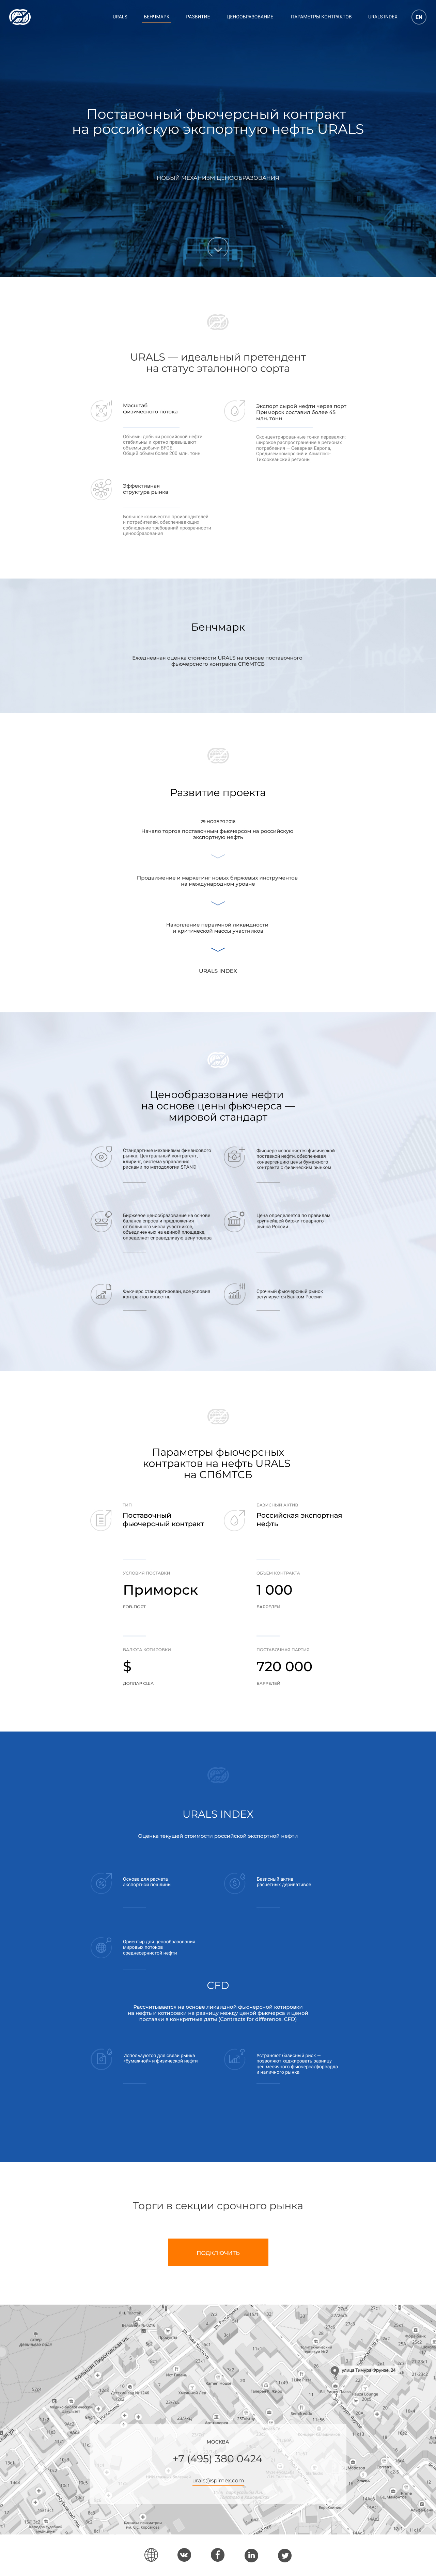 URALS
БЕНЧМАРК
РАЗВИТИЕ
ЦЕНООБРАЗОВАНИЕ
ПАРАМЕТРЫ КОНТРАКТОВ
URALS INDEX
EN
Поставочный фьючерсный контракт
на российскую экспортную нефть URALS
НОВЫЙ МЕХАНИЗМ ЦЕНООБРАЗОВАНИЯ
URALS — идеальный претендент
на статус эталонного сорта
Масштаб
физического потока
Объемы добычи российской нефти
стабильны и кратно превышают
объемы добычи BFOE.
Общий объем более 200 млн. тонн
Экспорт сырой нефти через порт
Приморск составил более 45
млн. тонн
Сконцентрированные точки перевалки,
широкое распространение в регионах
потребления — Северная Европа,
Средиземноморский и Азиатско-
Тихоокеанский регионы.
Эффективная
структура рынка
Большое количество производителей
и потребителей, обеспечивающих
соблюдение требований прозрачности
ценообразования
Бенчмарк
Ежедневная оценка стоимости URALS на основе поставочного
фьючерсного контракта СПбМТСБ
Развитие проекта
29 НОЯБРЯ 2016
Начало торгов поставочным фьючерсом на российскую
экспортную нефть
Продвижение и маркетинг новых биржевых инструментов
на международном уровне
Накопление первичной ликвидности
и критической массы участников
URALS INDEX
Ценообразование нефти
на основе цены фьючерса —
мировой стандарт
Стандартные механизмы финансового
рынка: Центральный контрагент,
клиринг, система управления
рисками по методологии SPAN®
Фьючерс исполняется физической
поставкой нефти, обеспечивая
конвергенцию цены бумажного
контракта с физическим рынком
Биржевое ценообразование на основе
баланса спроса и предложения
от большого числа участников,
объединенных на единой площадке,
определяет справедливую цену товара
Цена определяется по правилам
крупнейшей биржи товарного
рынка России
Фьючерс стандартизован, все условия
контрактов известны
Срочный фьючерсный рынок
регулируется Банком России
Параметры фьючерсных
контрактов на нефть URALS
на СПбМТСБ
ТИП
Поставочный
фьючерсный контракт
БАЗИСНЫЙ АКТИВ
Российская экспортная
нефть
УСЛОВИЯ ПОСТАВКИ
Приморск
FOB-ПОРТ
ОБЪЕМ КОНТРАКТА
1 000
БАРРЕЛЕЙ
ВАЛЮТА КОТИРОВКИ
$
ДОЛЛАР США
ПОСТАВОЧНАЯ ПАРТИЯ
720 000
БАРРЕЛЕЙ
URALS INDEX
Оценка текущей стоимости российской экспортной нефти
Основа для расчета
экспортной пошлины
Базисный актив
расчетных деривативов
Ориентир для ценообразования
мировых потоков
средиземернистой нефти
CFD
Рассчитывается на основе ликвидной фьючерсной котировки
на нефть и котировки на разницу между ценой фьючерса и ценой
поставки в конкретные даты (Contracts for difference, CFD)
Используются для связи рынка
«бумажной» и физической нефти
Устраняют базисный риск —
позволяют хеджировать разницу
цен месячного фьючерса/форварда
и наличного рынка
Торги в секции срочного рынка
ПОДКЛЮЧИТЬ
Большая Пироговская ул.
улица Тимура Фрунзе, 24
МОСКВА
+7 (495) 380 0424
urals@spimex.com